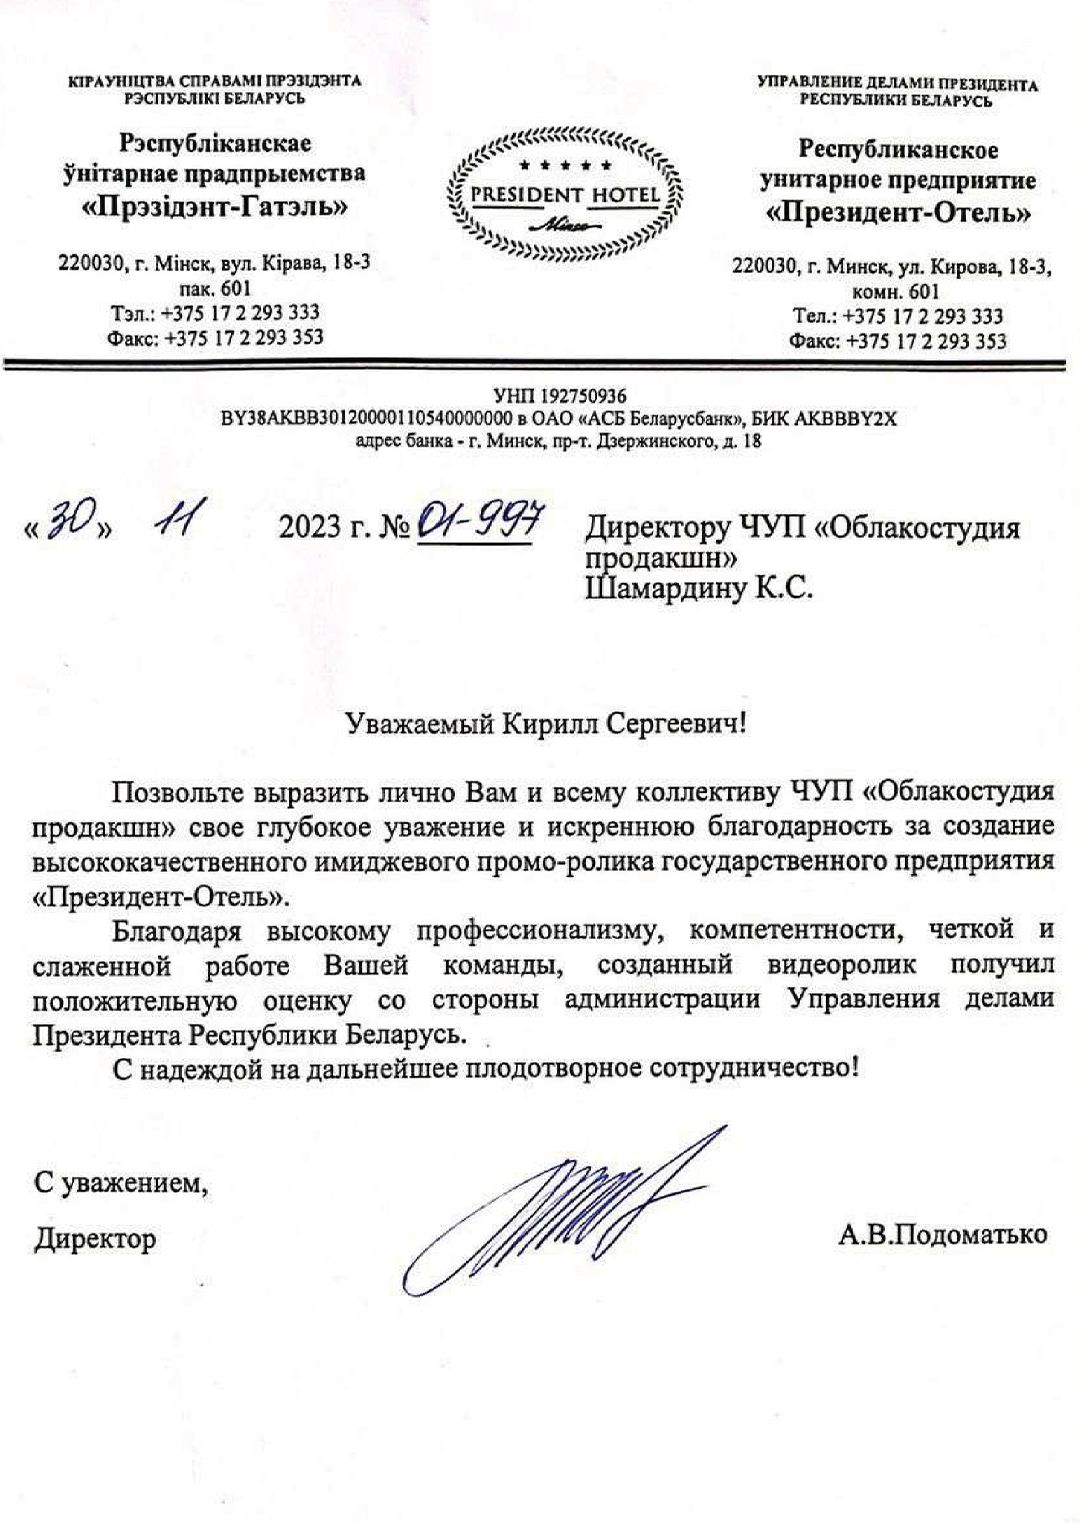 КІРАЎНІЦТВА СПРАВАМІ ПРЭЗІДЭНТА
РЭСПУБЛІКІ БЕЛАРУСЬ
Рэспубліканскае
ўнітарнае прадпрыемства
«Прэзідэнт-Гатэль»
220030, г. Мінск, вул. Кірава, 18-3
пак. 601
Тэл.: +375 17 2 293 333
Факс: +375 17 2 293 353
★ ★ ★ ★ ★
PRESIDENT HOTEL
Minsk
УПРАВЛЕНИЕ ДЕЛАМИ ПРЕЗИДЕНТА
РЕСПУБЛИКИ БЕЛАРУСЬ
Республиканское
унитарное предприятие
«Президент-Отель»
220030, г. Минск, ул. Кирова, 18-3,
комн. 601
Тел.: +375 17 2 293 333
Факс: +375 17 2 293 353
УНП 192750936
BY38AKBB30120000110540000000 в ОАО «АСБ Беларусбанк», БИК AKBBBY2X
адрес банка - г. Минск, пр-т. Дзержинского, д. 18
«30» 11 2023 г. № 01-997
Директору ЧУП «Облакостудия
продакшн»
Шамардину К.С.
Уважаемый Кирилл Сергеевич!
Позвольте выразить лично Вам и всему коллективу ЧУП «Облакостудия
продакшн» свое глубокое уважение и искреннюю благодарность за создание
высококачественного имиджевого промо-ролика государственного предприятия
«Президент-Отель».
Благодаря высокому профессионализму, компетентности, четкой и
слаженной работе Вашей команды, созданный видеоролик получил
положительную оценку со стороны администрации Управления делами
Президента Республики Беларусь.
С надеждой на дальнейшее плодотворное сотрудничество!
С уважением,
Директор
А.В.Подоматько